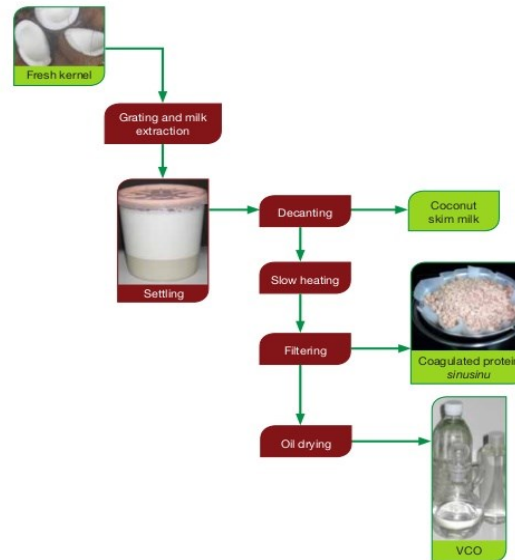 Fresh kernel
Grating and milk
extraction
Settling
Decanting
Coconut
skim milk
Slow heating
Filtering
Coagulated protein
sinusinu
Oil drying
VCO